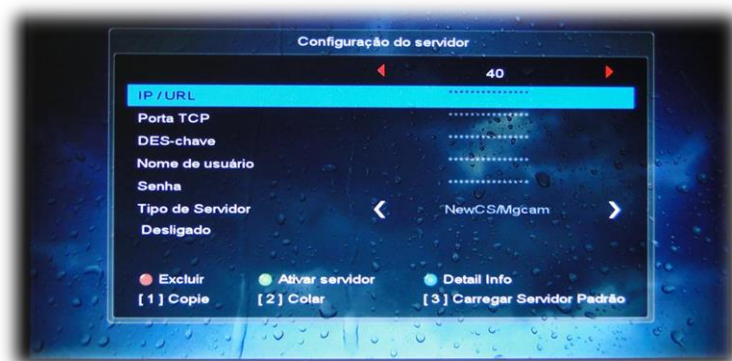 Configuração do servidor
40
IP / URL ************
Porta TCP ************
DES-chave ************
Nome de usuário ************
Senha ************
Tipo de Servidor NewCS/Mgcam
Desligado
Excluir Ativar servidor Detail Info
[ 1 ] Copie [ 2 ] Colar [ 3 ] Carregar Servidor Padrão